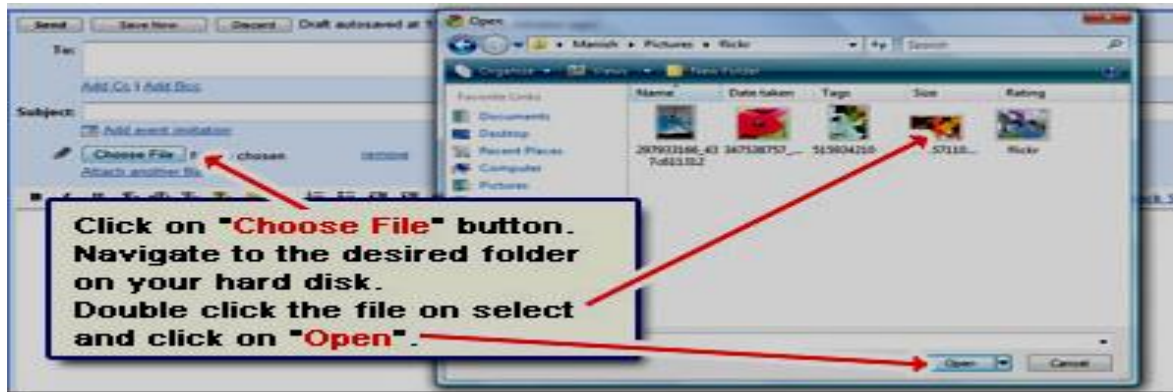 Send Save Now Discard Draft autosaved at
To:
Add Cc | Add Bcc
Subject:
Add event invitation
Choose File chosen remove
Attach another file
Open
Manish Pictures flickr Search
Organize Views New Folder
Favorite Links
Name Date taken Tags Size Rating
Documents
Desktop
Recent Places
Computer
Pictures
flickr
Click on "Choose File" button.
Navigate to the desired folder
on your hard disk.
Double click the file on select
and click on "Open".
Open Cancel